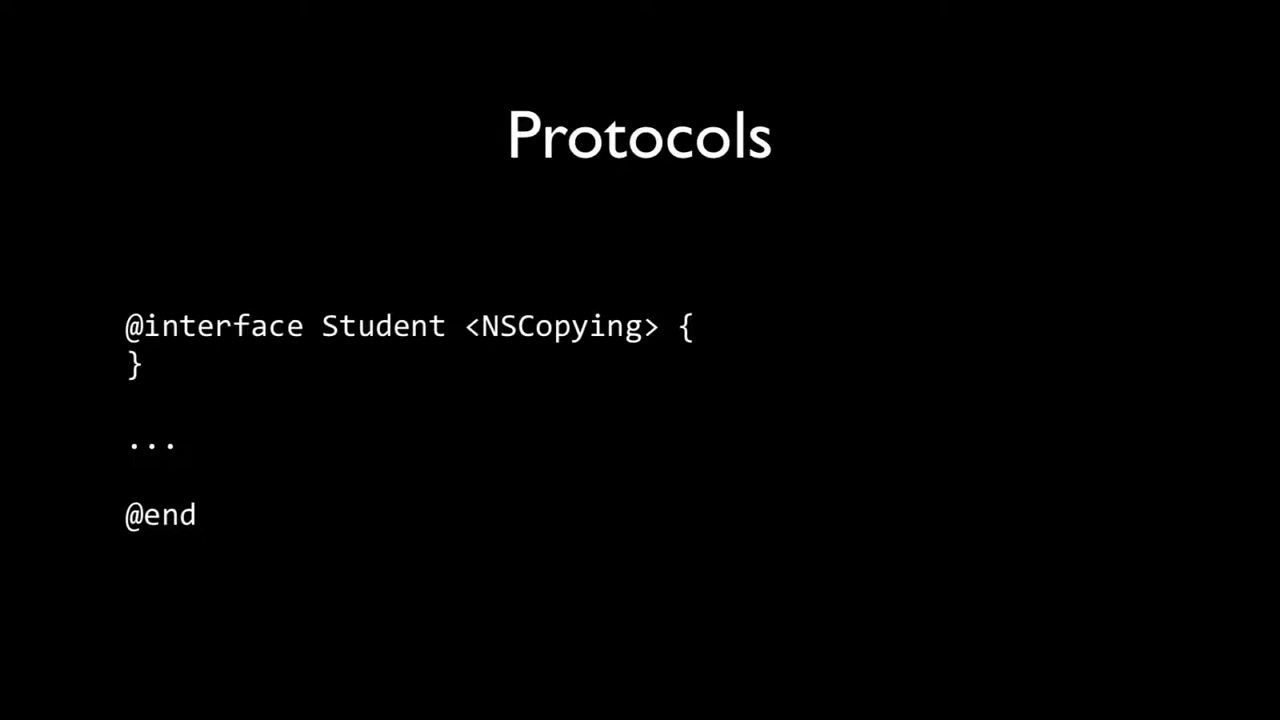 Protocols
@interface Student <NSCopying> {
}
...
@end